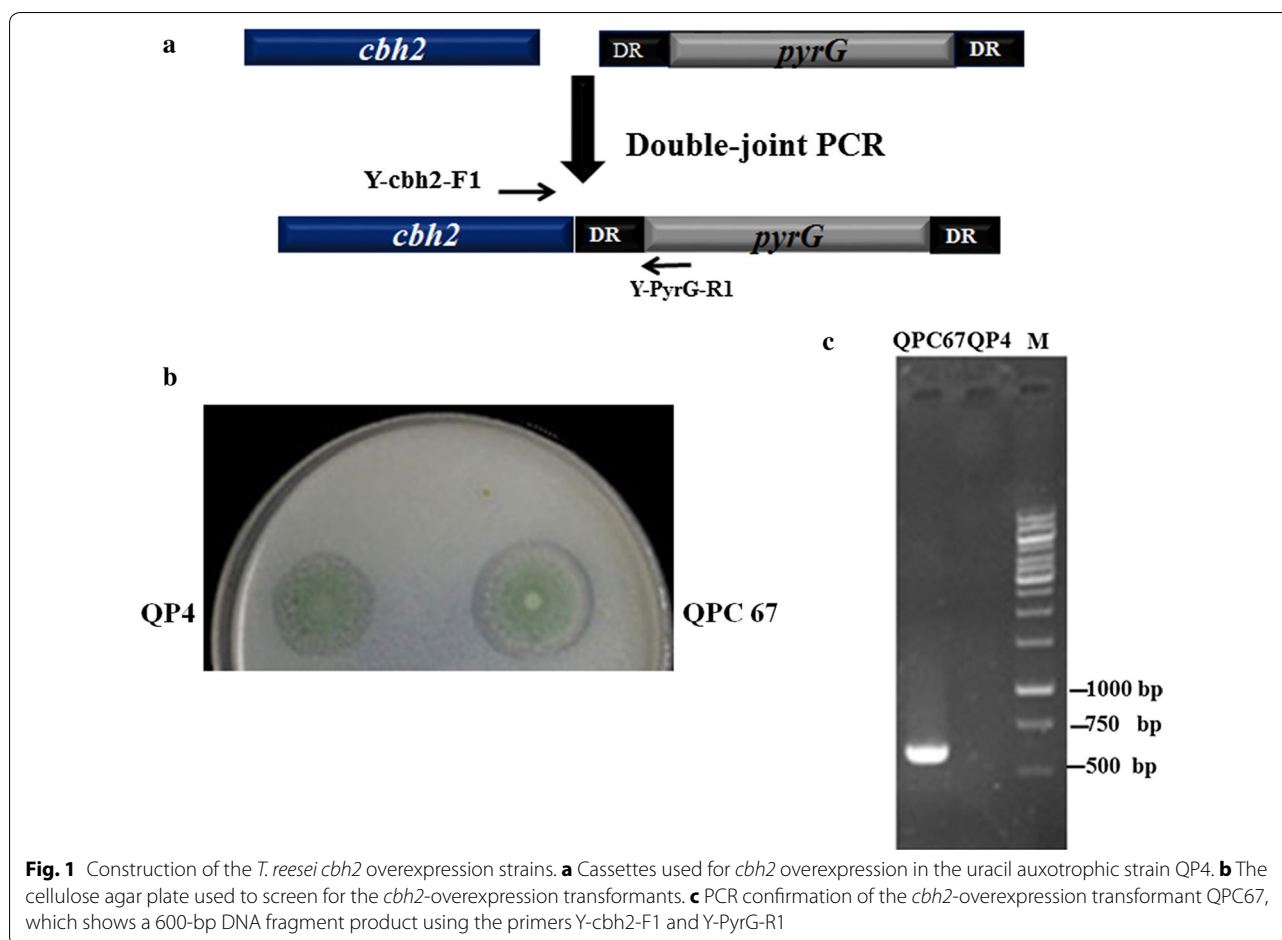 a
cbh2 DR pyrG DR
Double-joint PCR
Y-cbh2-F1
cbh2 DR pyrG DR
Y-PyrG-R1
b
QP4
QPC 67
c
QPC67 QP4 M
1000 bp
750 bp
500 bp
Fig. 1 Construction of the T. reesei cbh2 overexpression strains. a Cassettes used for cbh2 overexpression in the uracil auxotrophic strain QP4. b The
cellulose agar plate used to screen for the cbh2-overexpression transformants. c PCR confirmation of the cbh2-overexpression transformant QPC67,
which shows a 600-bp DNA fragment product using the primers Y-cbh2-F1 and Y-PyrG-R1